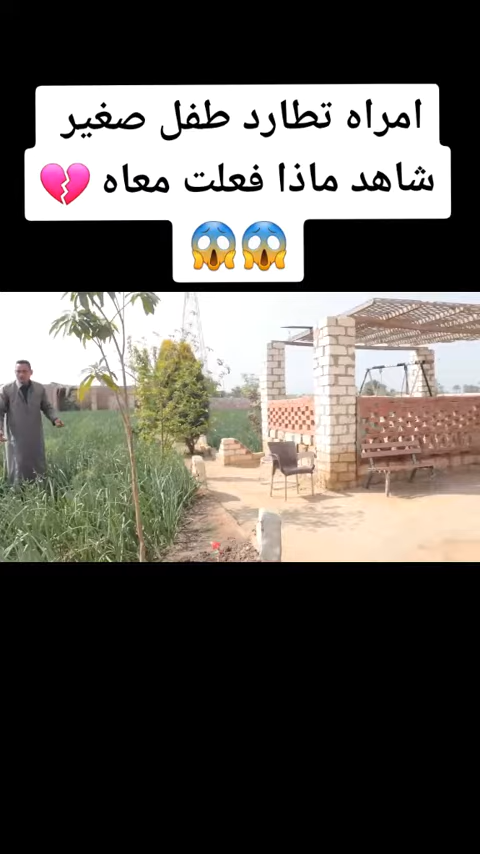 امراه تطارد طفل صغير
شاهد ماذا فعلت معاه 💔
😱😱